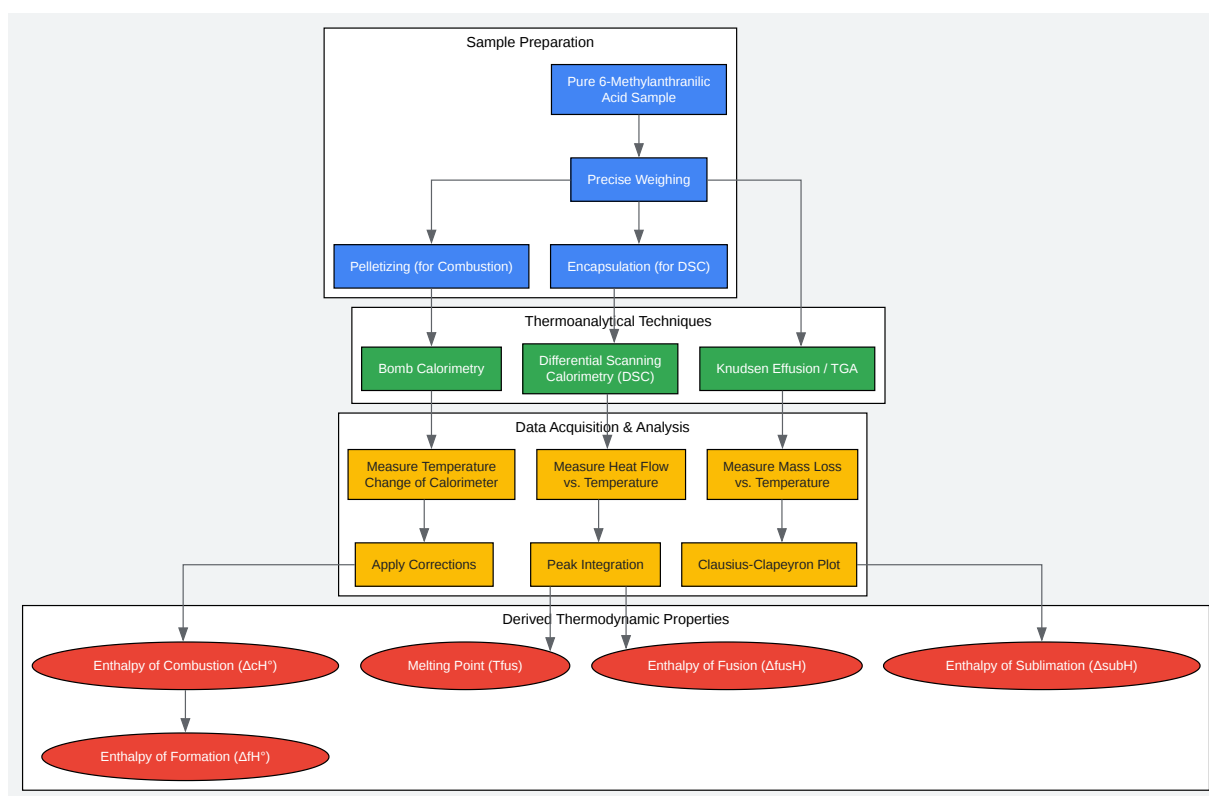 Sample Preparation
Pure 6-Methylanthranilic
Acid Sample
Precise Weighing
Pelletizing (for Combustion)
Encapsulation (for DSC)
Thermoanalytical Techniques
Bomb Calorimetry
Differential Scanning
Calorimetry (DSC)
Knudsen Effusion / TGA
Data Acquisition & Analysis
Measure Temperature
Change of Calorimeter
Measure Heat Flow
vs. Temperature
Measure Mass Loss
vs. Temperature
Apply Corrections
Peak Integration
Clausius-Clapeyron Plot
Derived Thermodynamic Properties
Enthalpy of Combustion (ΔcH°)
Melting Point (Tfus)
Enthalpy of Fusion (ΔfusH)
Enthalpy of Sublimation (ΔsubH)
Enthalpy of Formation (ΔfH°)